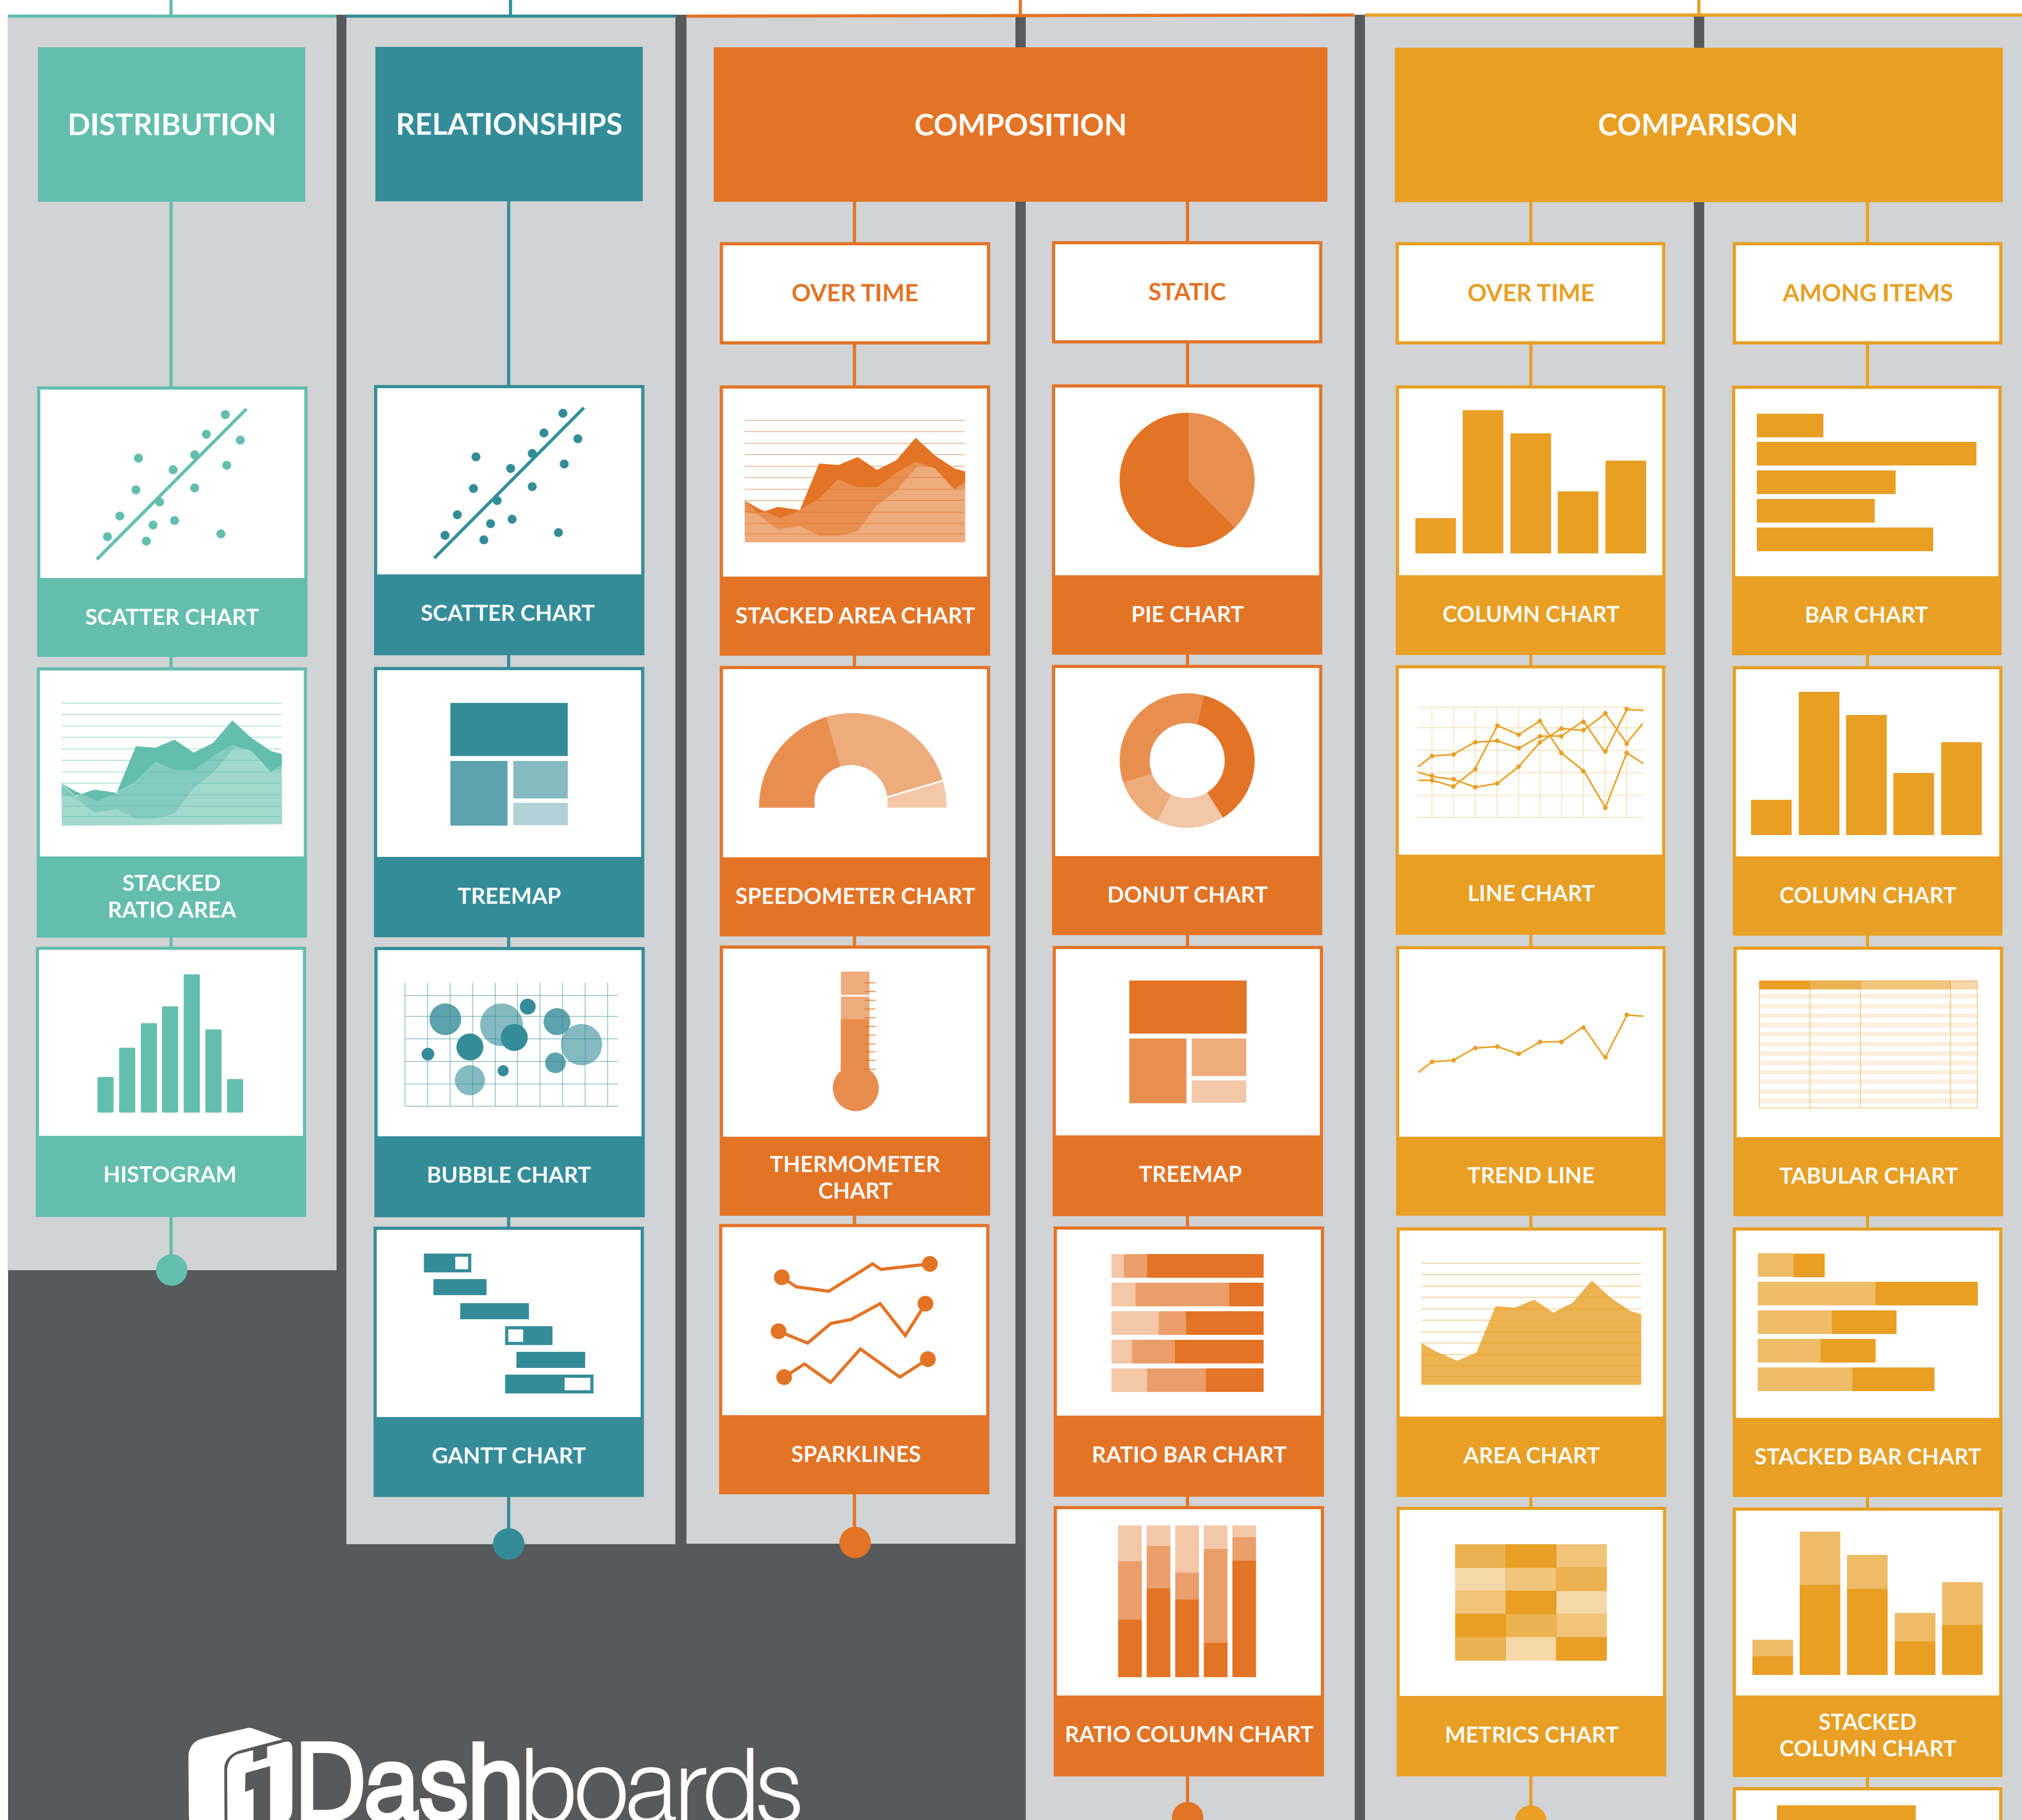 DISTRIBUTION
RELATIONSHIPS
COMPOSITION
COMPARISON
OVER TIME
STATIC
OVER TIME
AMONG ITEMS
SCATTER CHART
SCATTER CHART
STACKED AREA CHART
PIE CHART
COLUMN CHART
BAR CHART
STACKED
RATIO AREA
TREEMAP
SPEEDOMETER CHART
DONUT CHART
LINE CHART
COLUMN CHART
HISTOGRAM
BUBBLE CHART
THERMOMETER
CHART
TREEMAP
TREND LINE
TABULAR CHART
GANTT CHART
SPARKLINES
RATIO BAR CHART
AREA CHART
STACKED BAR CHART
RATIO COLUMN CHART
METRICS CHART
STACKED
COLUMN CHART
iDashboards